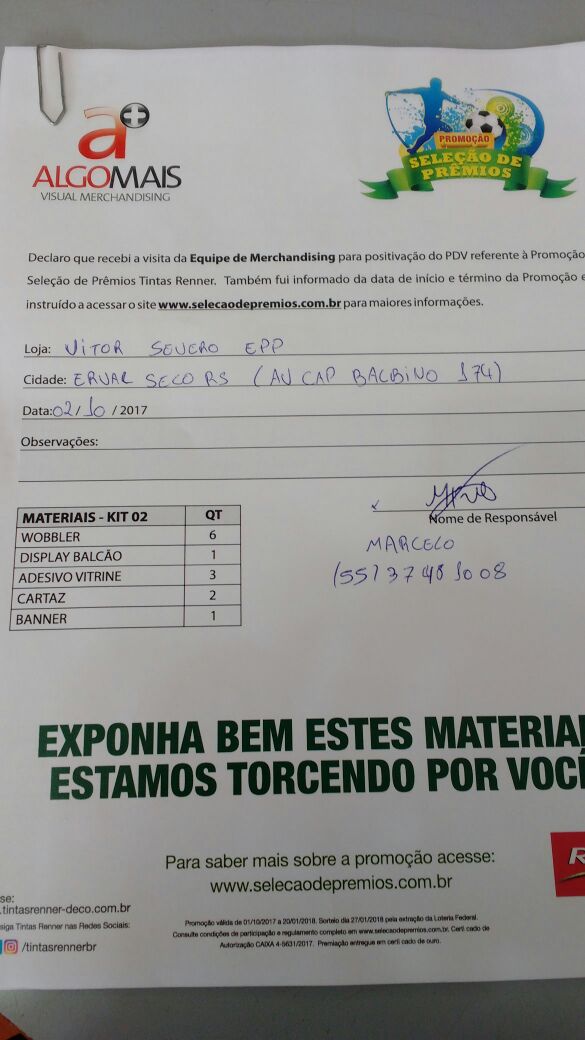 a+
ALGOMAIS
VISUAL MERCHANDISING
PROMOÇÃO
SELEÇÃO DE
PRÊMIOS
Declaro que recebi a visita da Equipe de Merchandising para positivação do PDV referente à Promoção
Seleção de Prêmios Tintas Renner. Também fui informado da data de início e término da Promoção e
instruído a acessar o site www.selecaodepremios.com.br para maiores informações.
Loja: VITOR SEVERO EPP
Cidade: ERVAL SECO RS (AV CAP BALBINO 174)
Data: 02/10 / 2017
Observações:
Nome de Responsável
MARCELO
(55) 37481008
MATERIAIS - KIT 02 QT
WOBBLER 6
DISPLAY BALCÃO 1
ADESIVO VITRINE 3
CARTAZ 2
BANNER 1
EXPONHA BEM ESTES MATERIAI
ESTAMOS TORCENDO POR VOCÊ
Para saber mais sobre a promoção acesse:
www.selecaodepremios.com.br
R
se:
.tintasrenner-deco.com.br
siga Tintas Renner nas Redes Sociais:
/tintasrennerbr
Promoção válida de 01/10/2017 a 20/01/2018. Sorteio dia 27/01/2018 pela extração da Loteria Federal.
Consulte condições de participação e regulamento completo em www.selecaodepremios.com.br. Certi cado de
Autorização CAIXA 4-5631/2017. Premiação entregue em certi cado de ouro.